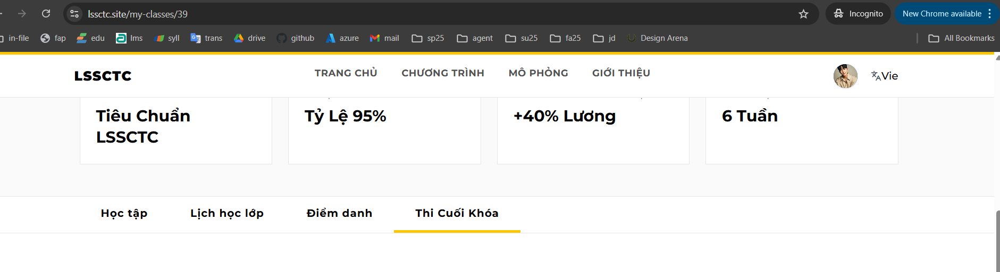 lssctc.site/my-classes/39
Incognito
New Chrome available
in-file fap edu lms syll trans drive github azure mail sp25 agent su25 fa25 jd Design Arena All Bookmarks
LSSCTC TRANG CHỦ CHƯƠNG TRÌNH MÔ PHỎNG GIỚI THIỆU Vie
Tiêu Chuẩn
LSSCTC
Tỷ Lệ 95%
+40% Lương
6 Tuần
Học tập Lịch học lớp Điểm danh Thi Cuối Khóa